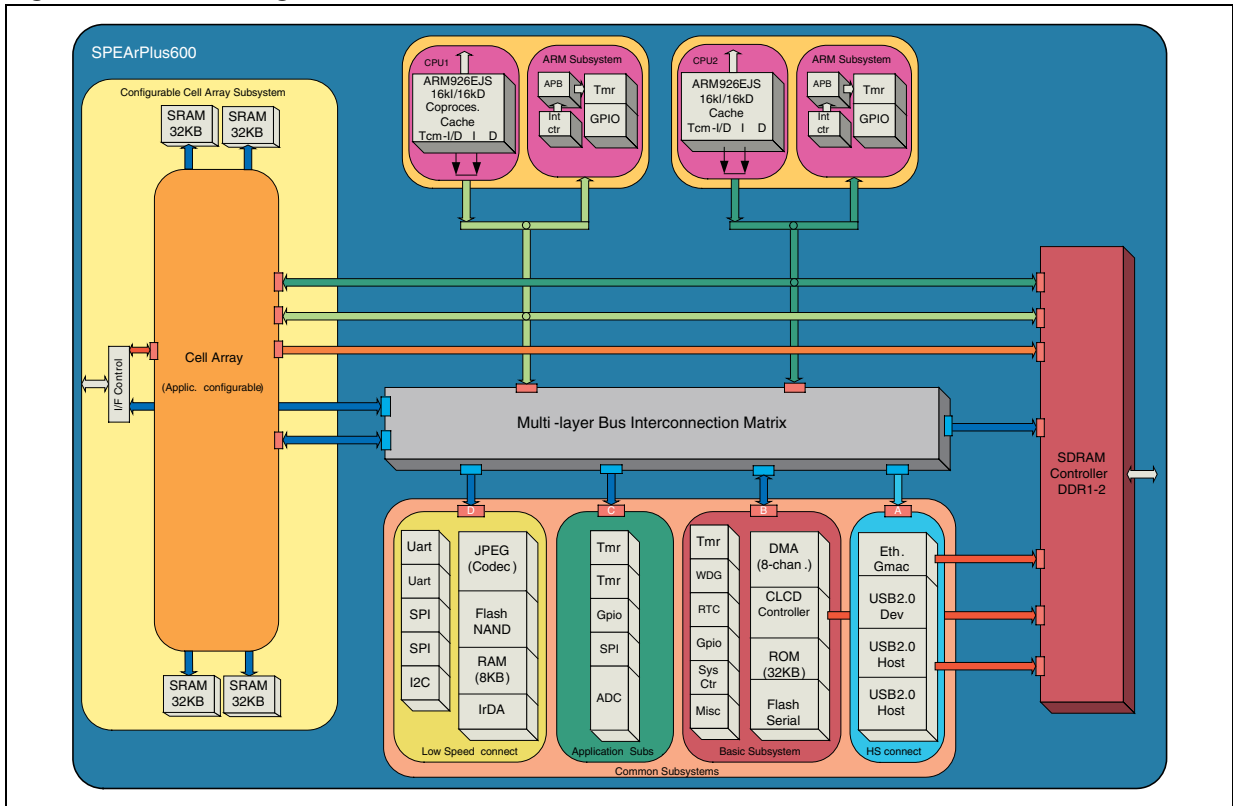 SPEArPlus600
Configurable Cell Array Subsystem
SRAM
32KB
SRAM
32KB
Cell Array
(Applic. configurable)
I/F Control
SRAM
32KB
SRAM
32KB
CPU1
ARM926EJS
16kI/16kD
Coproces.
Cache
Tcm-I/D I D
ARM Subsystem
APB
Tmr
Int
ctr
GPIO
CPU2
ARM926EJS
16kI/16kD
Cache
Tcm-I/D I D
ARM Subsystem
APB
Tmr
Int
ctr
GPIO
Multi-layer Bus Interconnection Matrix
SDRAM
Controller
DDR1-2
D
Uart
Uart
SPI
SPI
I2C
JPEG
(Codec)
Flash
NAND
RAM
(8KB)
IrDA
Low Speed connect
C
Tmr
Tmr
Gpio
SPI
ADC
Application Subs
B
Tmr
WDG
RTC
Gpio
Sys
Ctr
Misc
DMA
(8-chan.)
CLCD
Controller
ROM
(32KB)
Flash
Serial
Basic Subsystem
A
Eth.
Gmac
USB2.0
Dev
USB2.0
Host
USB2.0
Host
HS connect
Common Subsystems